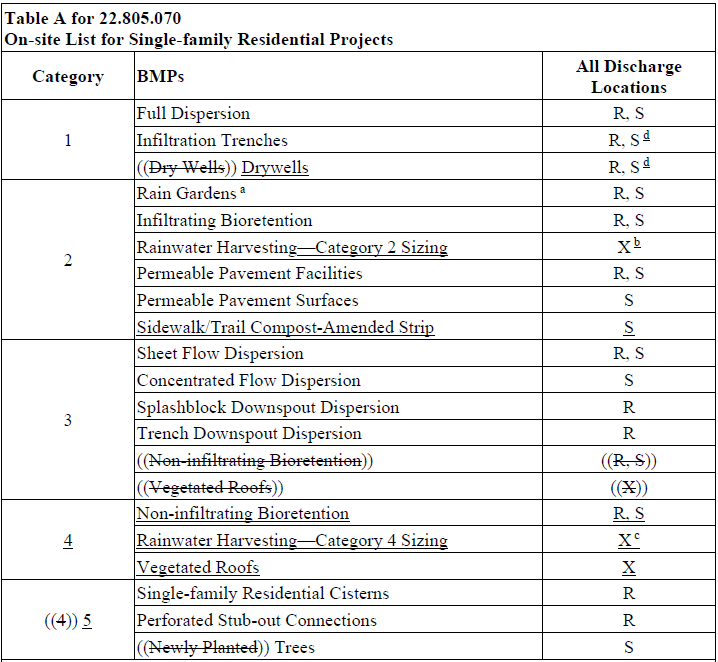 Table A for 22.805.070
On-site List for Single-family Residential Projects
Category BMPs All Discharge Locations
1
Full Dispersion R, S
Infiltration Trenches R, S d
((Dry Wells)) Drywells R, S d
2
Rain Gardens a R, S
Infiltrating Bioretention R, S
Rainwater Harvesting—Category 2 Sizing X b
Permeable Pavement Facilities R, S
Permeable Pavement Surfaces S
Sidewalk/Trail Compost-Amended Strip S
3
Sheet Flow Dispersion R, S
Concentrated Flow Dispersion S
Splashblock Downspout Dispersion R
Trench Downspout Dispersion R
((Non-infiltrating Bioretention)) ((R, S))
((Vegetated Roofs)) ((X))
4
Non-infiltrating Bioretention R, S
Rainwater Harvesting—Category 4 Sizing X c
Vegetated Roofs X
((4)) 5
Single-family Residential Cisterns R
Perforated Stub-out Connections R
((Newly Planted)) Trees S